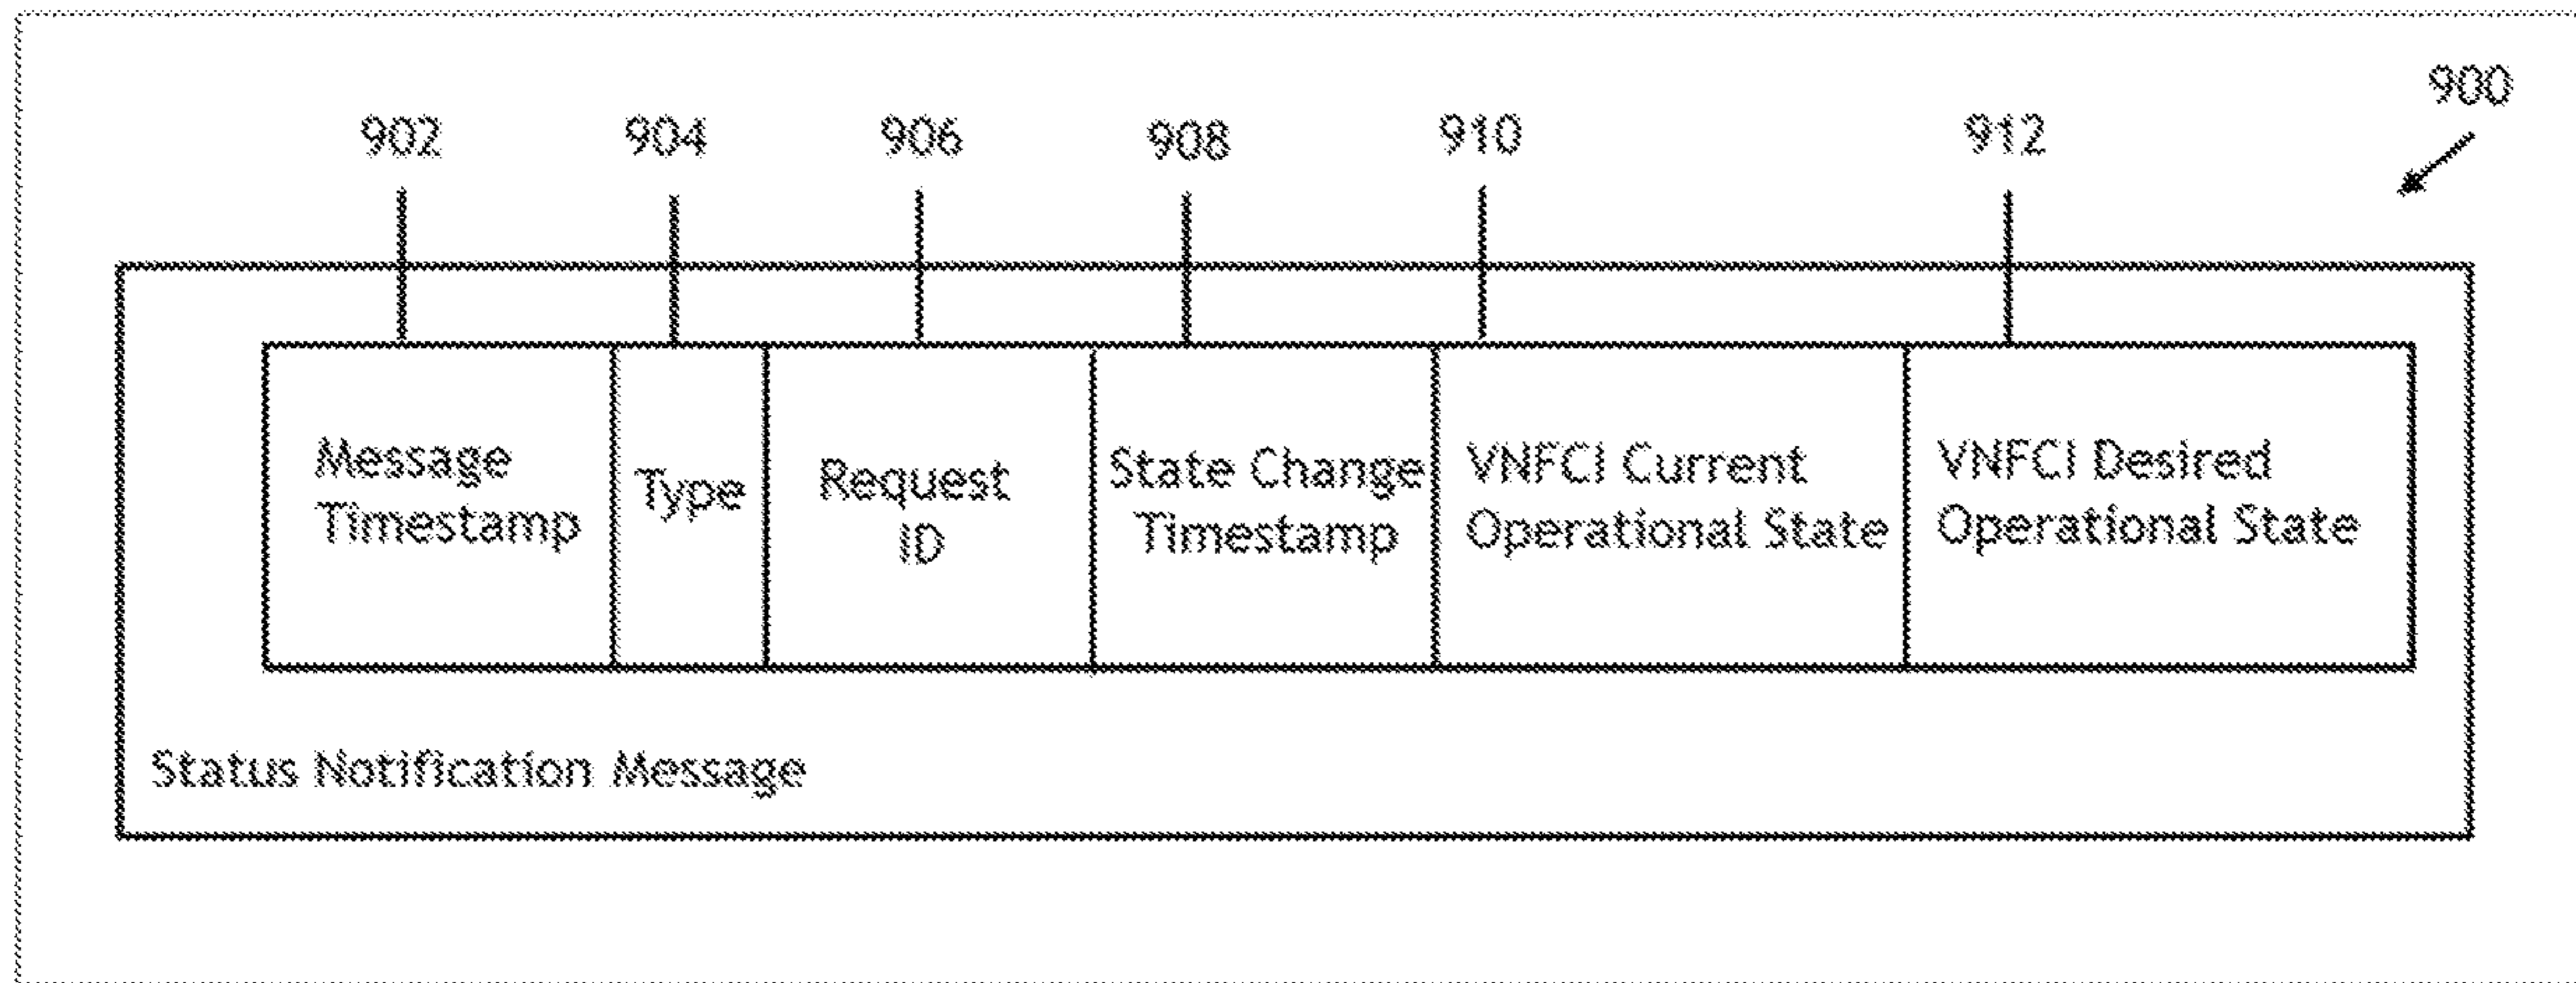 900
902 904 906 908 910 912
Message
Timestamp
Type
Request
ID
State Change
Timestamp
VNFCI Current
Operational State
VNFCI Desired
Operational State
Status Notification Message